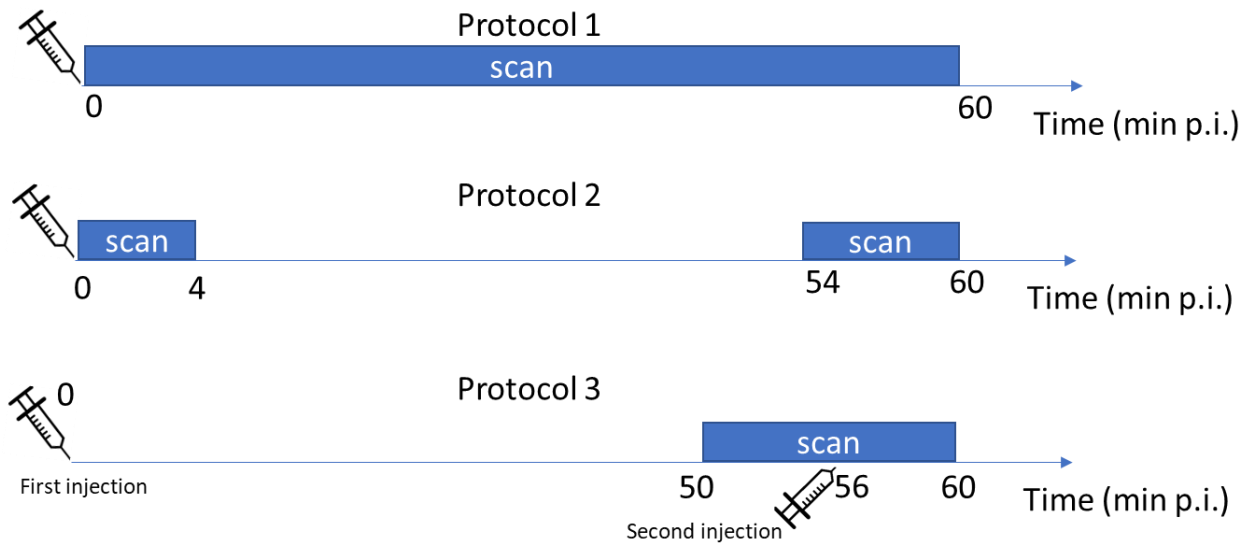 Protocol 1
scan
0
60
Time (min p.i.)
Protocol 2
scan
scan
0
4
54
60
Time (min p.i.)
Protocol 3
0
scan
First injection
50
56
60
Time (min p.i.)
Second injection